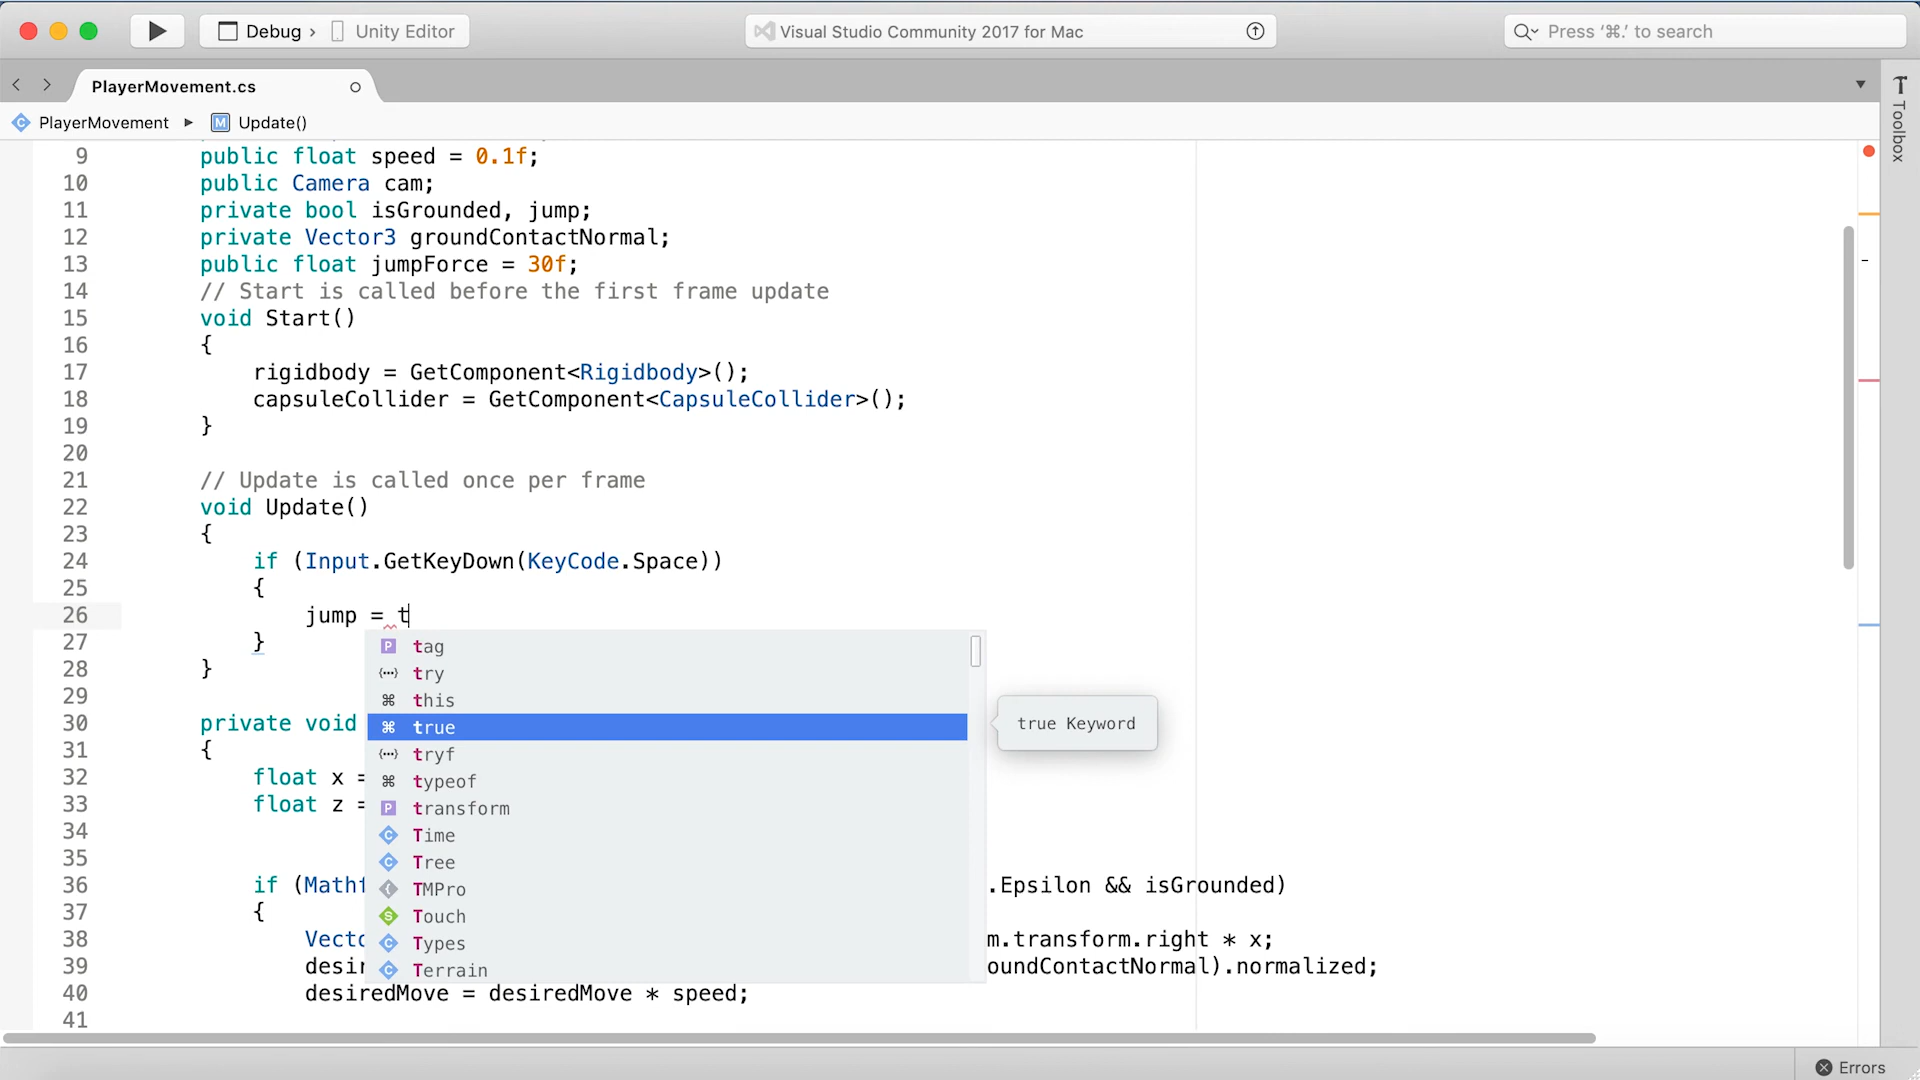 Debug › Unity Editor
Visual Studio Community 2017 for Mac
Press ‘⌘.’ to search
PlayerMovement.cs
Toolbox
PlayerMovement ▸ M Update()
9 public float speed = 0.1f;
10 public Camera cam;
11 private bool isGrounded, jump;
12 private Vector3 groundContactNormal;
13 public float jumpForce = 30f;
14 // Start is called before the first frame update
15 void Start()
16 {
17 rigidbody = GetComponent<Rigidbody>();
18 capsuleCollider = GetComponent<CapsuleCollider>();
19 }
20
21 // Update is called once per frame
22 void Update()
23 {
24 if (Input.GetKeyDown(KeyCode.Space))
25 {
26 jump = t
27 }
28 }
29
30 private void
31 {
32 float x =
33 float z =
34
35
36 if (Mathf .Epsilon && isGrounded)
37 {
38 Vecto m.transform.right * x;
39 desir oundContactNormal).normalized;
40 desiredMove = desiredMove * speed;
41
P tag
try
⌘ this
⌘ true
tryf
⌘ typeof
P transform
C Time
C Tree
TMPro
S Touch
C Types
C Terrain
true Keyword
Errors